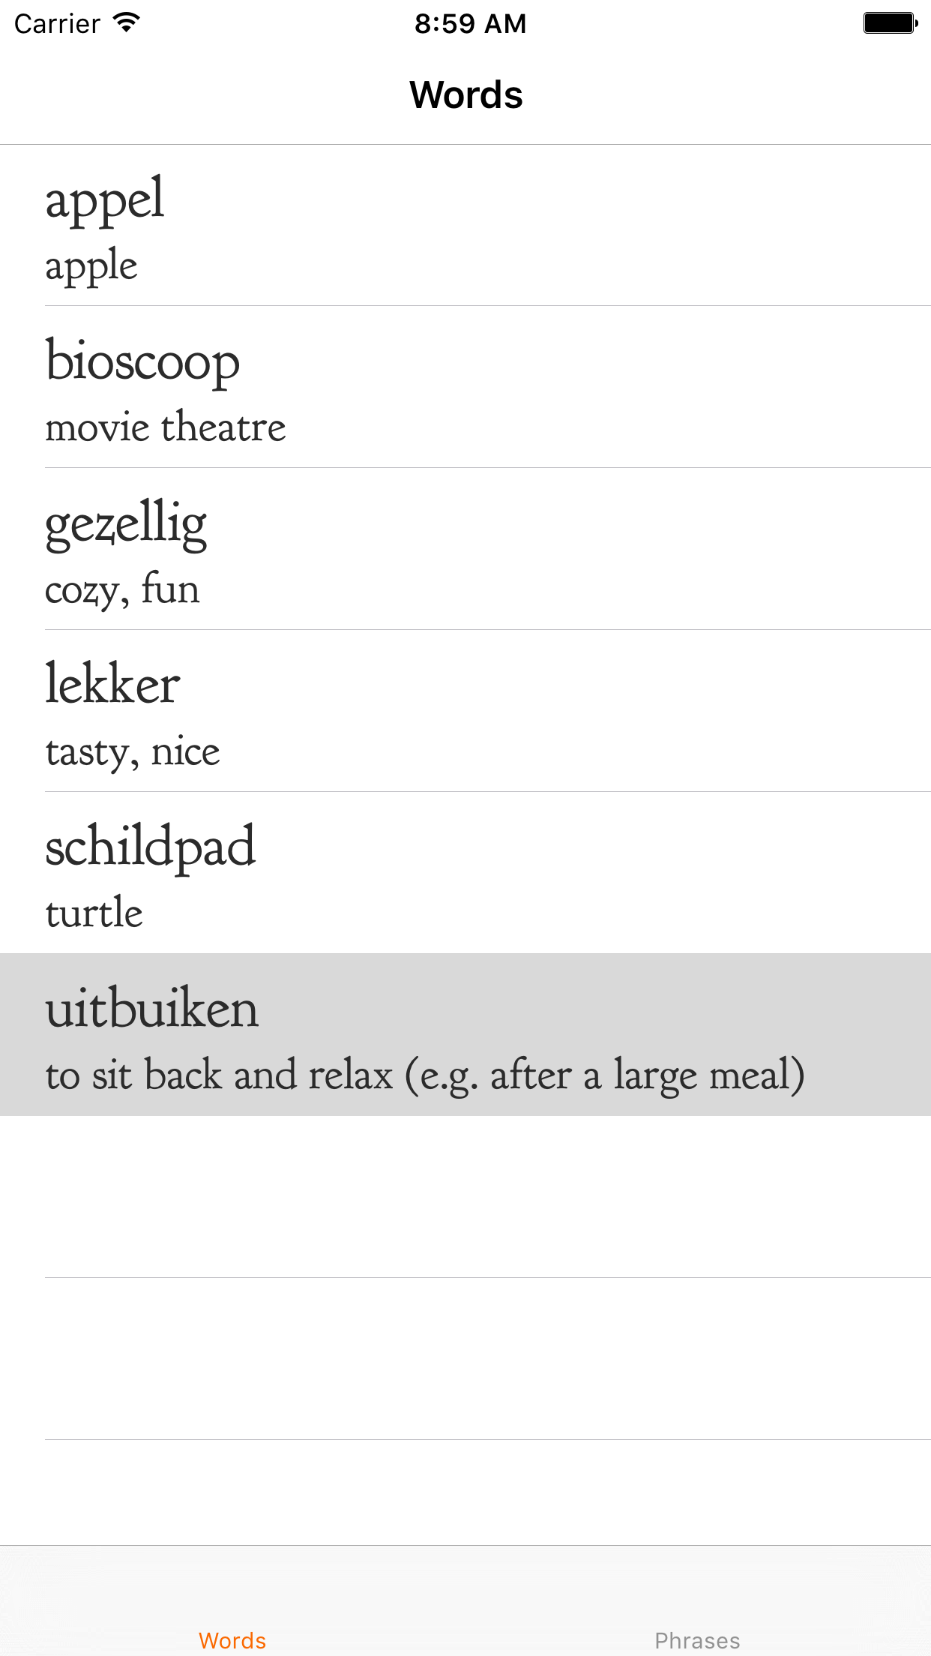 Carrier 8:59 AM
Words
appel
apple
bioscoop
movie theatre
gezellig
cozy, fun
lekker
tasty, nice
schildpad
turtle
uitbuiken
to sit back and relax (e.g. after a large meal)
Words Phrases